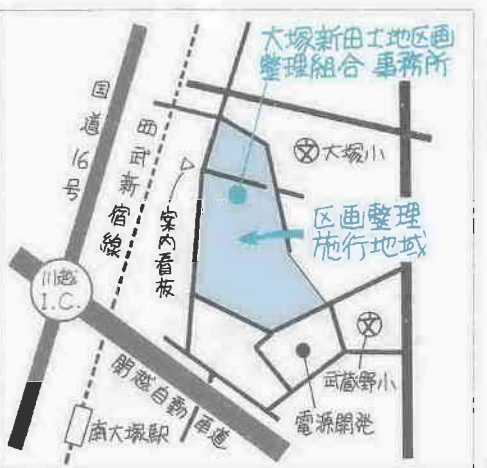 大塚新田土地区画
整理組合 事務所
国道16号
西武新宿線
案内看板
文 大塚小
区画整理
施行地域
川越
I.C.
関越自動車道
文
武蔵野小
電源開発
南大塚駅